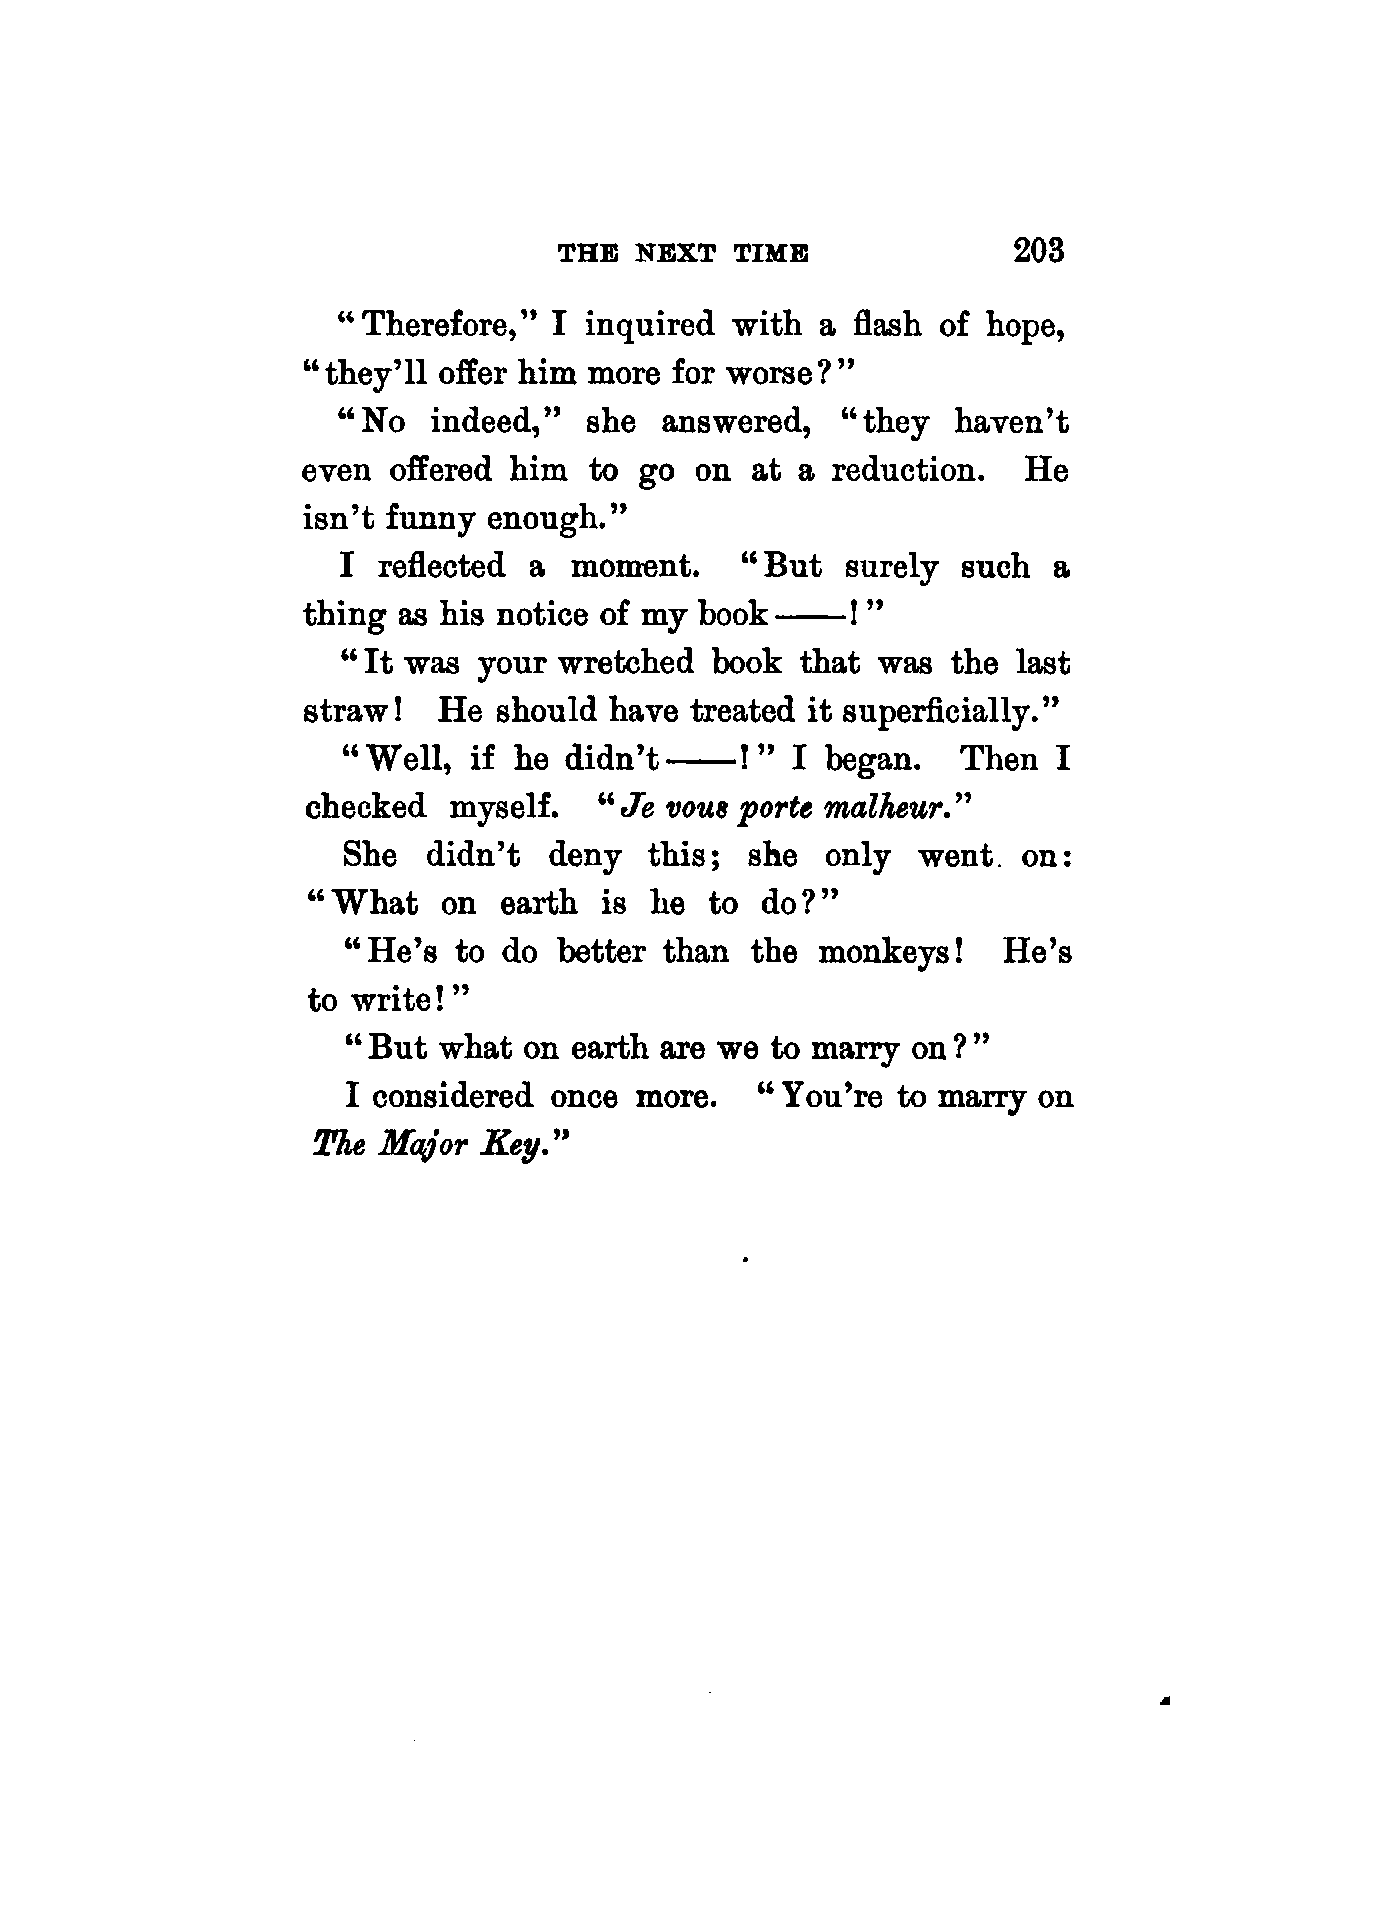 THE NEXT TIME 203
“Therefore,” I inquired with a flash of hope,
“they’ll offer him more for worse?”
“No indeed,” she answered, “they haven’t
even offered him to go on at a reduction. He
isn’t funny enough.”
I reflected a moment. “But surely such a
thing as his notice of my book——!”
“It was your wretched book that was the last
straw! He should have treated it superficially.”
“Well, if he didn’t——!” I began. Then I
checked myself. “Je vous porte malheur.”
She didn’t deny this; she only went on:
“What on earth is he to do?”
“He’s to do better than the monkeys! He’s
to write!”
“But what on earth are we to marry on?”
I considered once more. “You’re to marry on
The Major Key.”